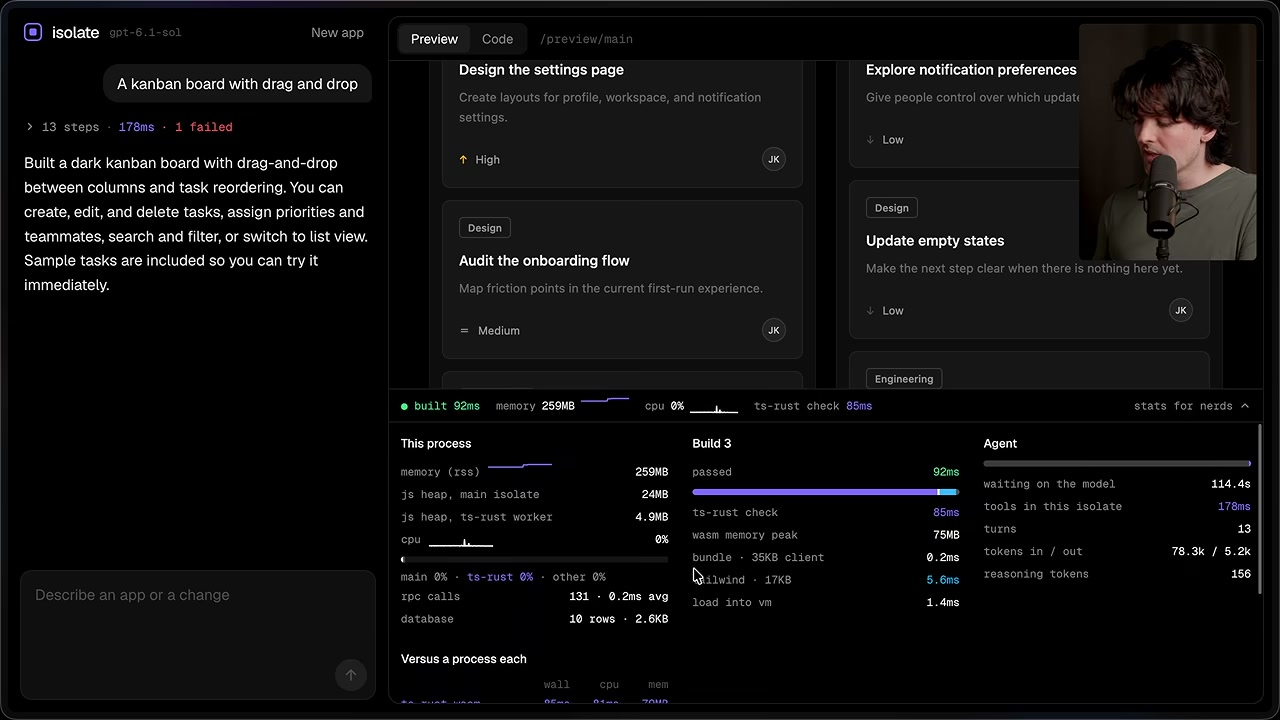 isolate gpt-6.1-sol New app
A kanban board with drag and drop
13 steps · 178ms · 1 failed
Built a dark kanban board with drag-and-drop
between columns and task reordering. You can
create, edit, and delete tasks, assign priorities and
teammates, search and filter, or switch to list view.
Sample tasks are included so you can try it
immediately.
Describe an app or a change
Preview Code /preview/main
Design the settings page
Create layouts for profile, workspace, and notification
settings.
High JK
Design
Audit the onboarding flow
Map friction points in the current first-run experience.
Medium JK
Explore notification preferences
Give people control over which update
Low
Design
Update empty states
Make the next step clear when there is nothing here yet.
Low JK
Engineering
built 92ms memory 259MB cpu 0% ts-rust check 85ms stats for nerds
This process
memory (rss) 259MB
js heap, main isolate 24MB
js heap, ts-rust worker 4.9MB
cpu 0%
main 0% · ts-rust 0% · other 0%
rpc calls 131 · 0.2ms avg
database 10 rows · 2.6KB
Versus a process each
wall cpu mem
ts-rust wasm 85ms 81ms 79MB
Build 3
passed 92ms
ts-rust check 85ms
wasm memory peak 75MB
bundle · 35KB client 0.2ms
· 17KB 5.6ms
load into vm 1.4ms
Agent
waiting on the model 114.4s
tools in this isolate 178ms
turns 13
tokens in / out 78.3k / 5.2k
reasoning tokens 156